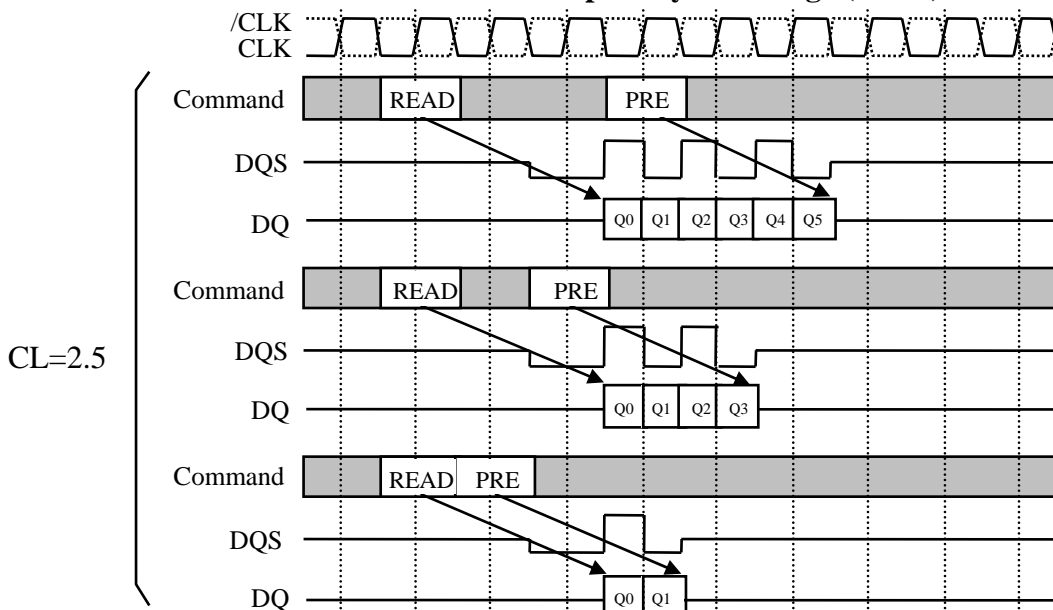 /CLK
CLK
Command READ PRE
DQS
DQ Q0 Q1 Q2 Q3 Q4 Q5
Command READ PRE
CL=2.5
DQS
DQ Q0 Q1 Q2 Q3
Command READ PRE
DQS
DQ Q0 Q1